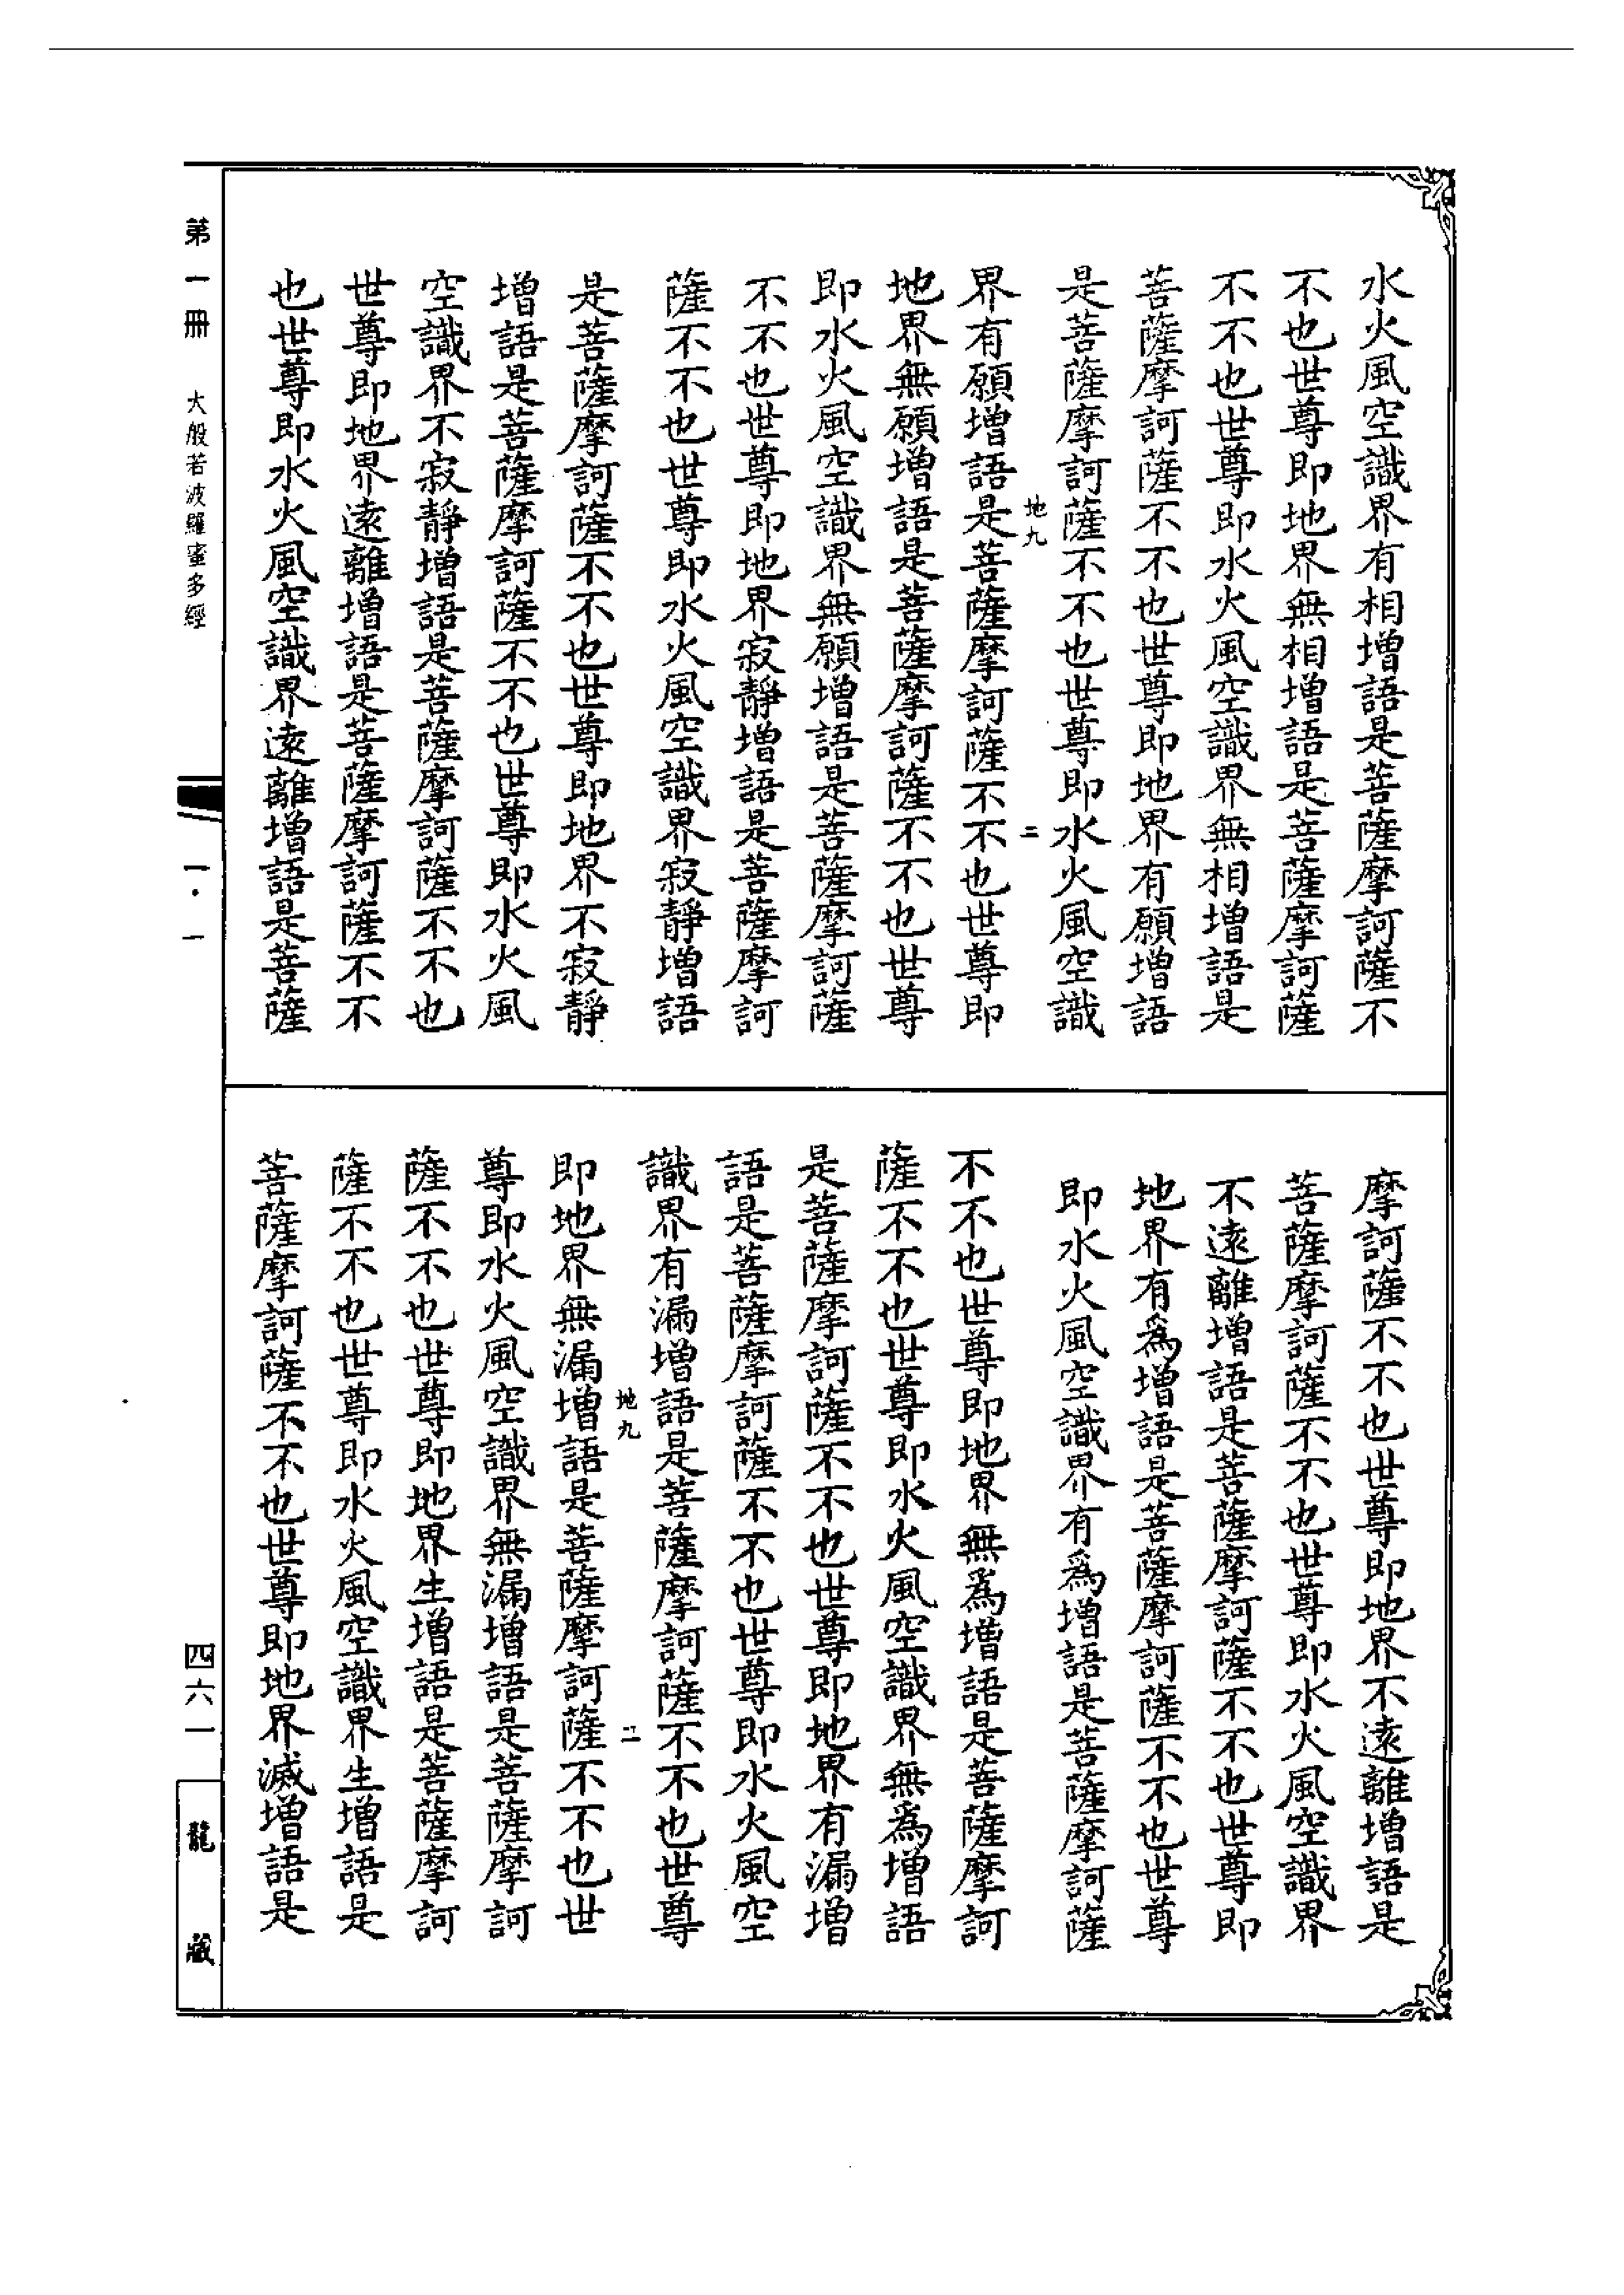 水火風空識界有相增語是菩薩摩訶薩不
不也世尊即地界無相增語是菩薩摩訶薩
不不也世尊即水火風空識界無相增語是
菩薩摩訶薩不不也世尊即地界有願增語
是菩薩摩訶薩不不也世尊即水火風空識
地九
二
界有願增語是菩薩摩訶薩不不也世尊即
地界無願增語是菩薩摩訶薩不不也世尊
即水火風空識界無願增語是菩薩摩訶薩
不不也世尊即地界寂靜增語是菩薩摩訶
薩不不也世尊即水火風空識界寂靜增語
是菩薩摩訶薩不不也世尊即地界不寂靜
增語是菩薩摩訶薩不不也世尊即水火風
空識界不寂靜增語是菩薩摩訶薩不不也
世尊即地界遠離增語是菩薩摩訶薩不不
也世尊即水火風空識界遠離增語是菩薩
摩訶薩不不也世尊即地界不遠離增語是
菩薩摩訶薩不不也世尊即水火風空識界
不遠離增語是菩薩摩訶薩不不也世尊即
地界有為增語是菩薩摩訶薩不不也世尊
即水火風空識界有為增語是菩薩摩訶薩
不不也世尊即地界無為增語是菩薩摩訶
薩不不也世尊即水火風空識界無為增語
是菩薩摩訶薩不不也世尊即地界有漏增
語是菩薩摩訶薩不不也世尊即水火風空
識界有漏增語是菩薩摩訶薩不不也世尊
地九
即地界無漏增語是菩薩摩訶薩不不也世
尊即水火風空識界無漏增語是菩薩摩訶
薩不不也世尊即地界生增語是菩薩摩訶
薩不不也世尊即水火風空識界生增語是
菩薩摩訶薩不不也世尊即地界滅增語是
第一冊 大般若波羅蜜多經
一·一
四六一
龍藏